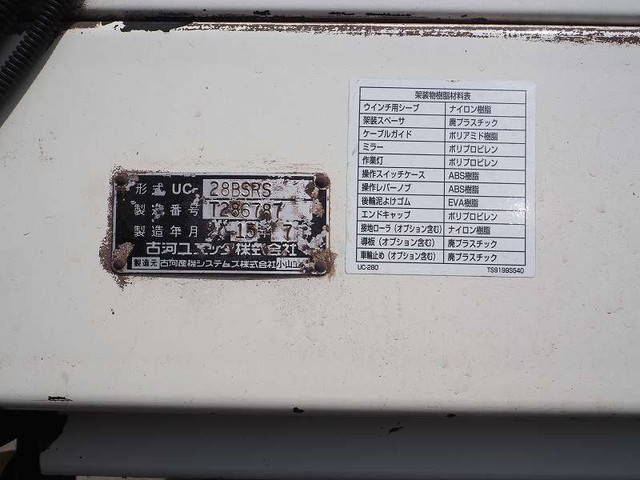 形式 UC- 28BSRS
製造番号 T286787
製造年月 15 7
古河ユニック株式会社
製造元 古河産機システムズ株式会社 小山
架装物樹脂材料表
ウインチ用シーブ ナイロン樹脂
架装スペーサ 廃プラスチック
ケーブルガイド ポリアミド樹脂
ミラー ポリプロピレン
作業灯 ポリプロピレン
操作スイッチケース ABS樹脂
操作レバーノブ ABS樹脂
後輪泥よけゴム EVA樹脂
エンドキャップ ポリプロピレン
接地ローラ(オプション含む) ナイロン樹脂
導板(オプション含む) 廃プラスチック
車輪止め(オプション含む) 廃プラスチック
UC-280 TS9199S540